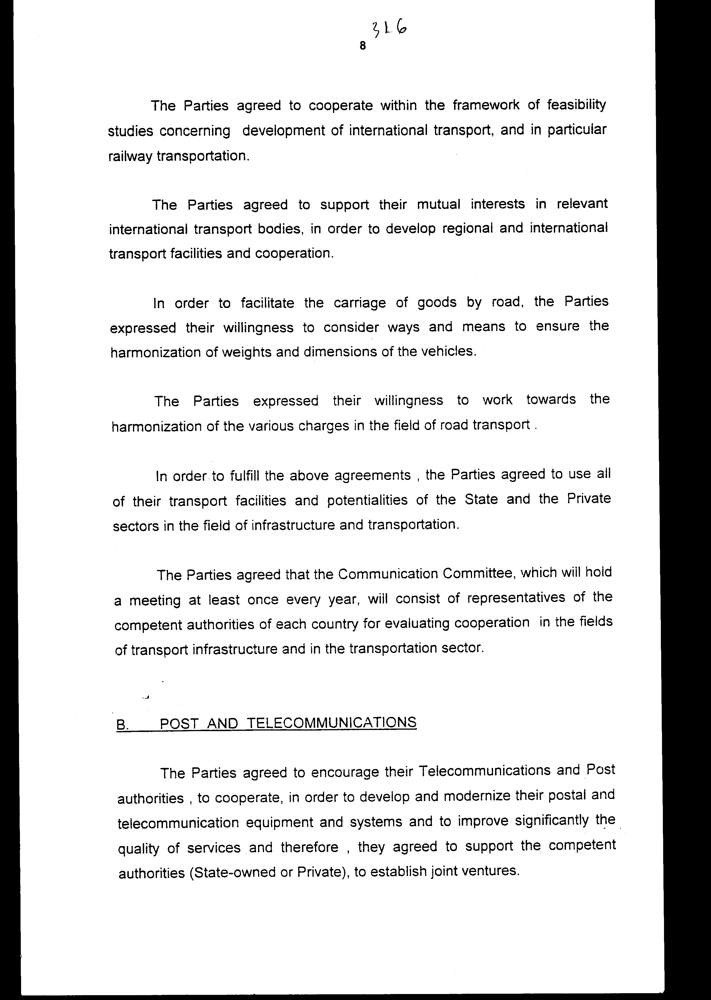 316
8
The Parties agreed to cooperate within the framework of feasibility
studies concerning development of international transport, and in particular
railway transportation.
The Parties agreed to support their mutual interests in relevant
international transport bodies, in order to develop regional and international
transport facilities and cooperation.
In order to facilitate the carriage of goods by road, the Parties
expressed their willingness to consider ways and means to ensure the
harmonization of weights and dimensions of the vehicles.
The Parties expressed their willingness to work towards the
harmonization of the various charges in the field of road transport .
In order to fulfill the above agreements , the Parties agreed to use all
of their transport facilities and potentialities of the State and the Private
sectors in the field of infrastructure and transportation.
The Parties agreed that the Communication Committee, which will hold
a meeting at least once every year, will consist of representatives of the
competent authorities of each country for evaluating cooperation in the fields
of transport infrastructure and in the transportation sector.
B. POST AND TELECOMMUNICATIONS
The Parties agreed to encourage their Telecommunications and Post
authorities , to cooperate, in order to develop and modernize their postal and
telecommunication equipment and systems and to improve significantly the
quality of services and therefore , they agreed to support the competent
authorities (State-owned or Private), to establish joint ventures.